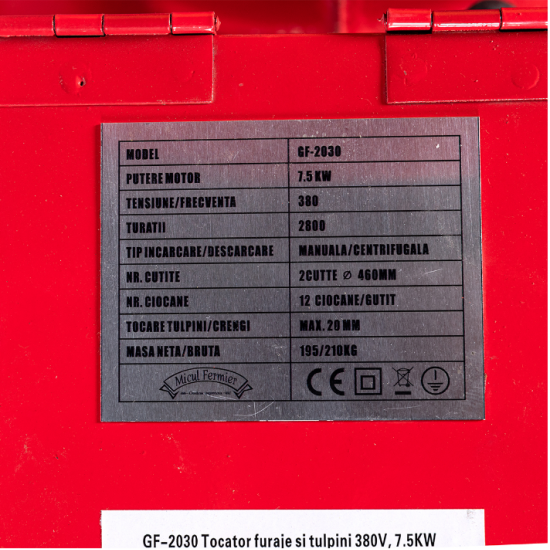 MODEL GF-2030
PUTERE MOTOR 7.5 KW
TENSIUNE/FRECVENTA 380
TURATII 2800
TIP INCARCARE/DESCARCARE MANUALA/CENTRIFUGALA
NR. CUTITE 2CUTTE Ø 460MM
NR. CIOCANE 12 CIOCANE/GUTIT
TOCARE TULPINI/CRENGI MAX. 20 MM
MASA NETA/BRUTA 195/210KG
Micul Fermier CE
GF-2030 Tocator furaje si tulpini 380V, 7.5KW